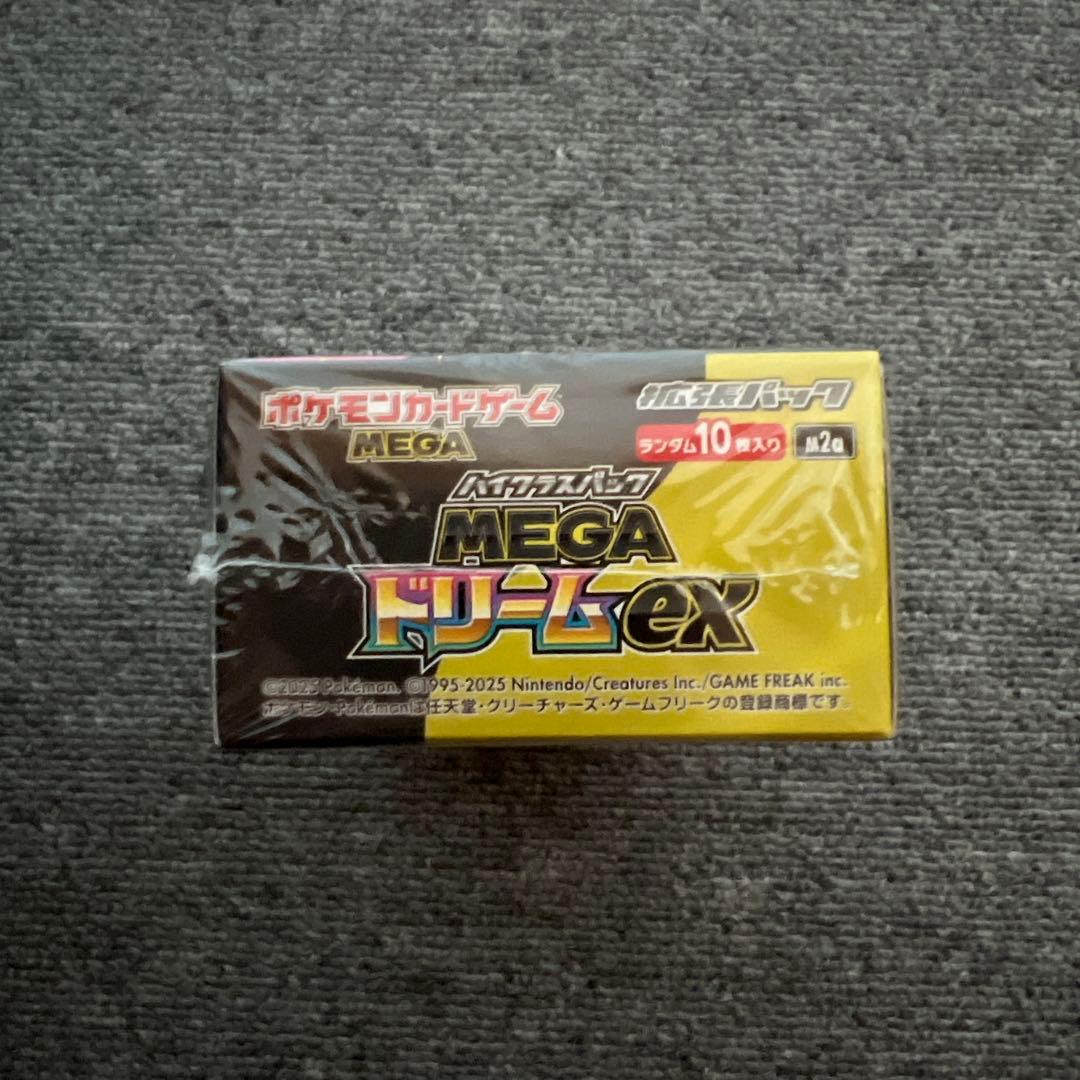 ポケモンカードゲーム
MEGA
拡張パック
ランダム10枚入り
M2a
ハイクラスパック
MEGA
ドリームex
©2025 Pokémon. ©1995-2025 Nintendo/Creatures Inc./GAME FREAK inc.
ポケモン・Pokémonは任天堂・クリーチャーズ・ゲームフリークの登録商標です。